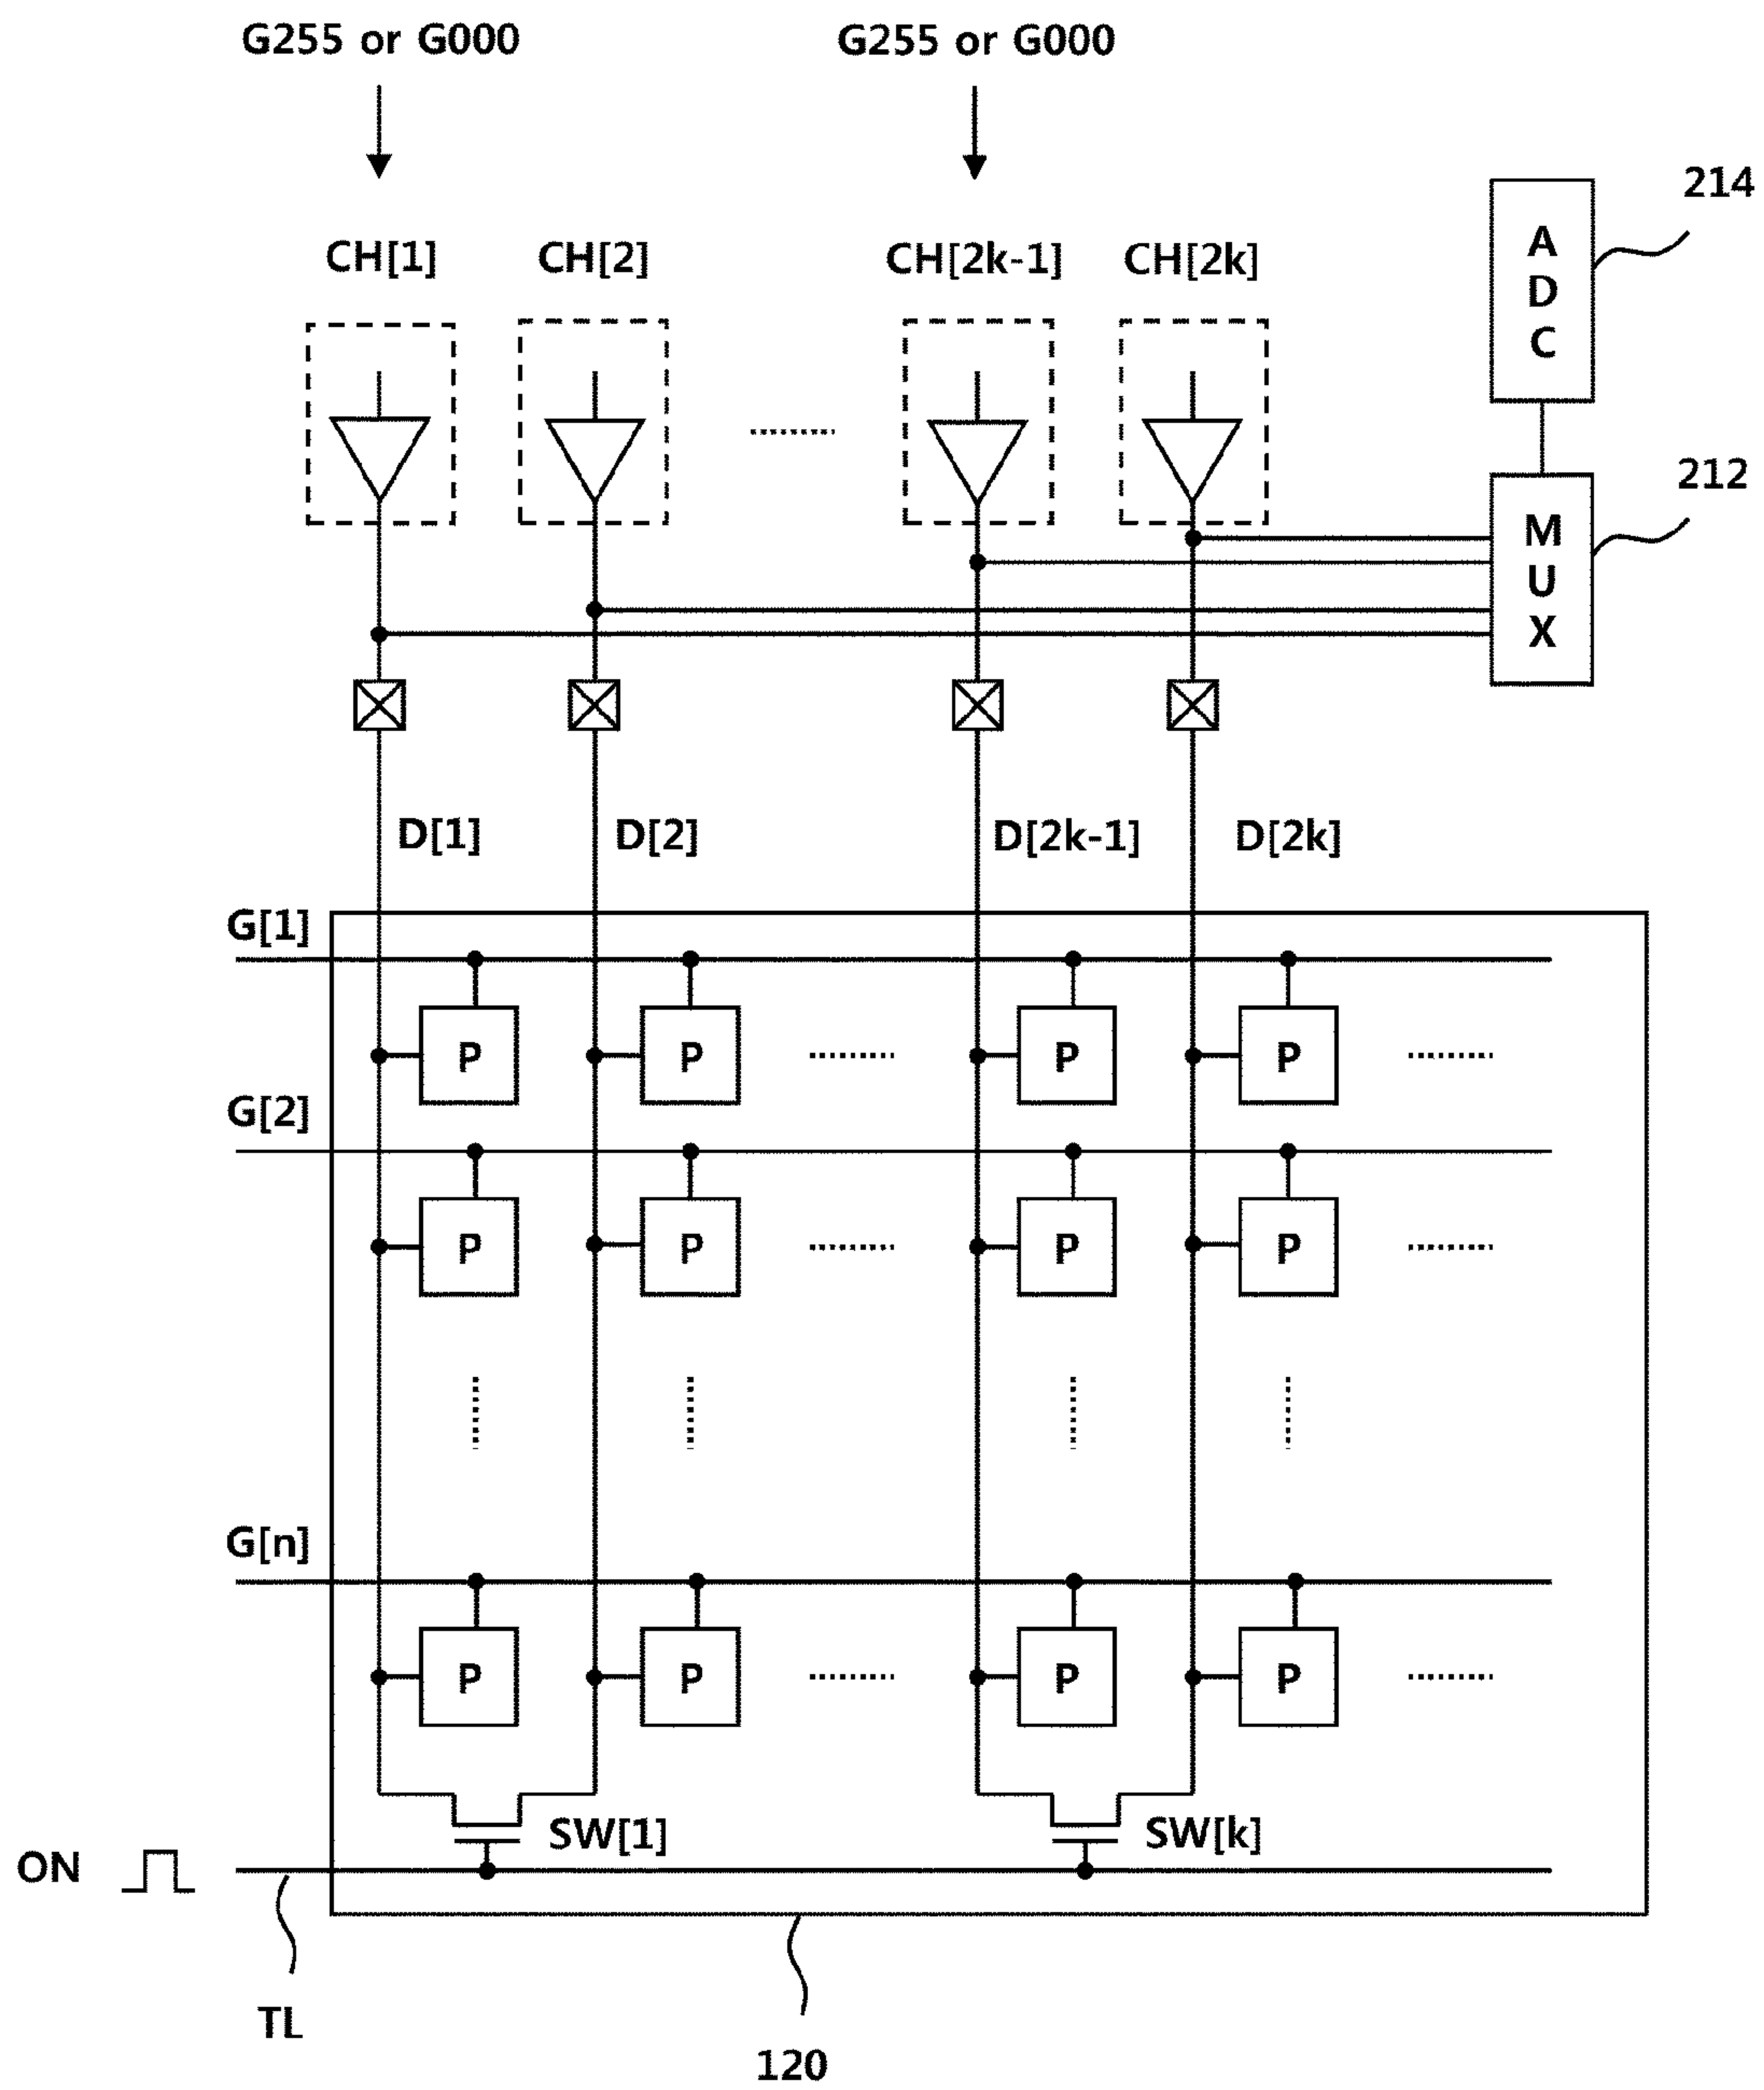 G255 or G000 G255 or G000
214
A
D
C
CH[1] CH[2] CH[2k-1] CH[2k]
212
M
U
X
D[1] D[2] D[2k-1] D[2k]
G[1]
P P P P
G[2]
P P P P
G[n]
P P P P
SW[1] SW[k]
ON
TL
120